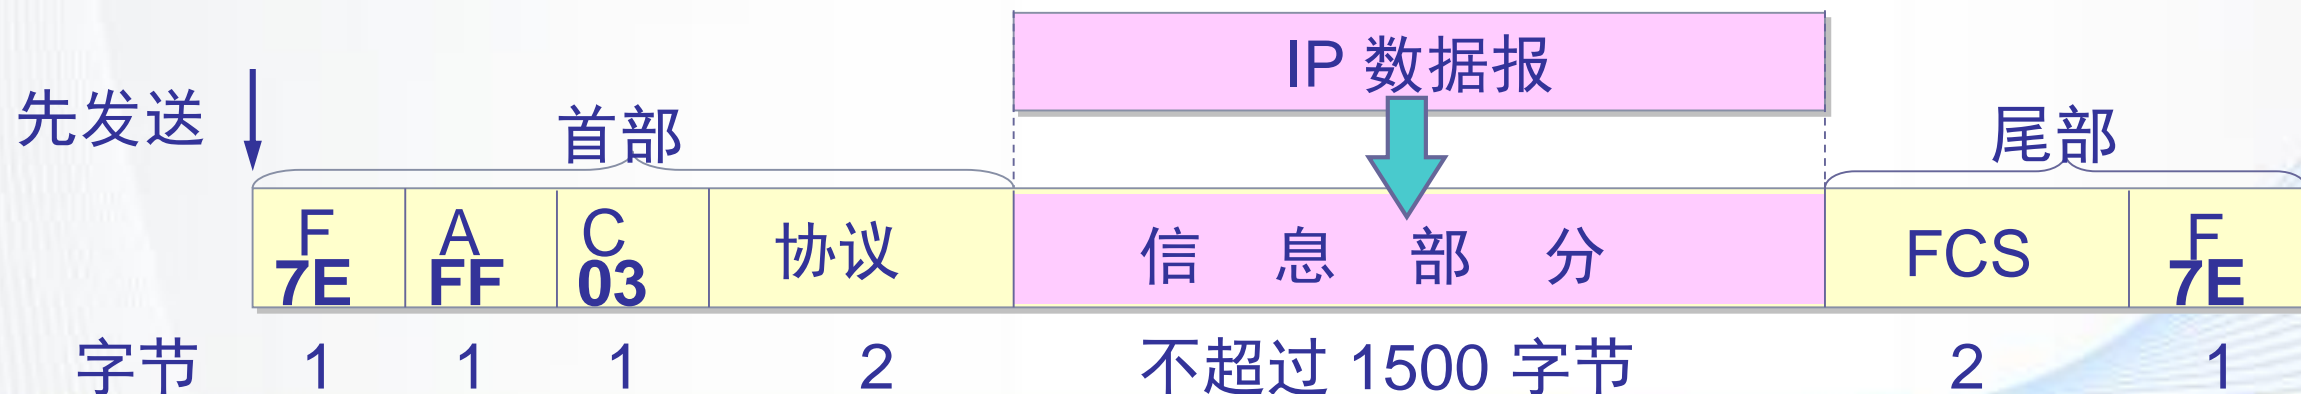 IP 数据报
先发送
首部
尾部
F
7E
A
FF
C
03
协议
信 息 部 分
FCS
F
7E
字节 1 1 1 2 不超过 1500 字节 2 1